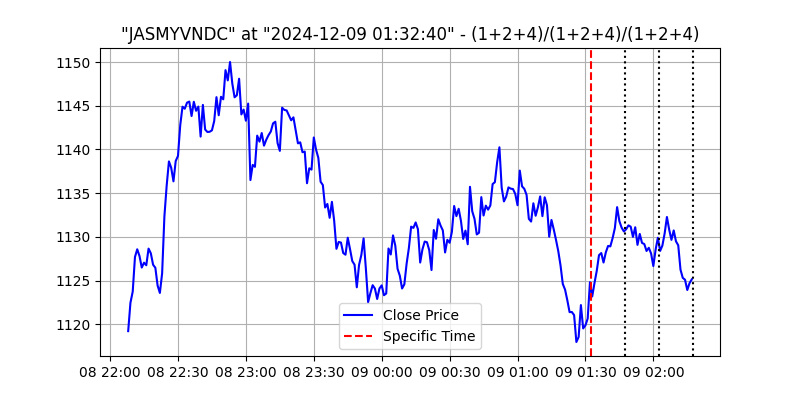 "JASMYVNDC" at "2024-12-09 01:32:40" - (1+2+4)/(1+2+4)/(1+2+4)
1150
1145
1140
1135
1130
1125
1120
Close Price
Specific Time
08 22:00 08 22:30 08 23:00 08 23:30 09 00:00 09 00:30 09 01:00 09 01:30 09 02:00